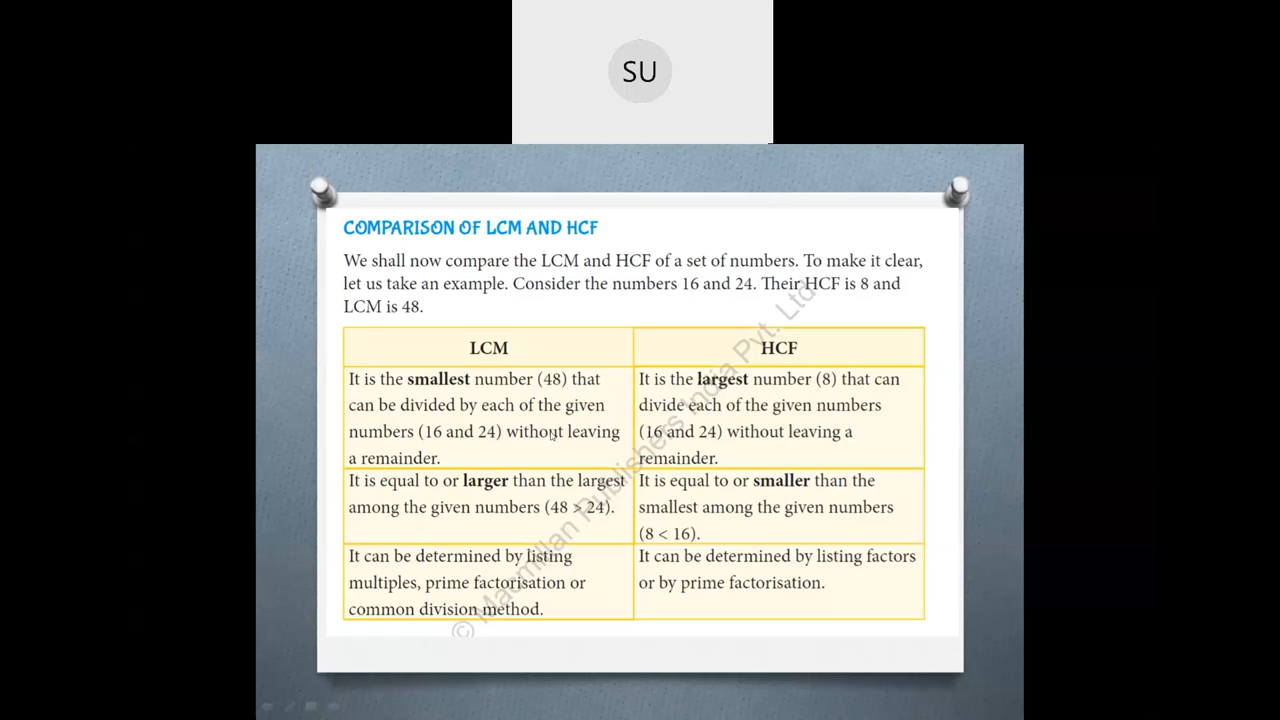 SU
COMPARISON OF LCM AND HCF
We shall now compare the LCM and HCF of a set of numbers. To make it clear,
let us take an example. Consider the numbers 16 and 24. Their HCF is 8 and
LCM is 48.
LCM
It is the smallest number (48) that
can be divided by each of the given
numbers (16 and 24) without leaving
a remainder.
It is equal to or larger than the largest
among the given numbers (48 > 24).
It can be determined by listing
multiples, prime factorisation or
common division method.
HCF
It is the largest number (8) that can
divide each of the given numbers
(16 and 24) without leaving a
remainder.
It is equal to or smaller than the
smallest among the given numbers
(8 < 16).
It can be determined by listing factors
or by prime factorisation.
© Macmillan Publishers India Pvt. Ltd